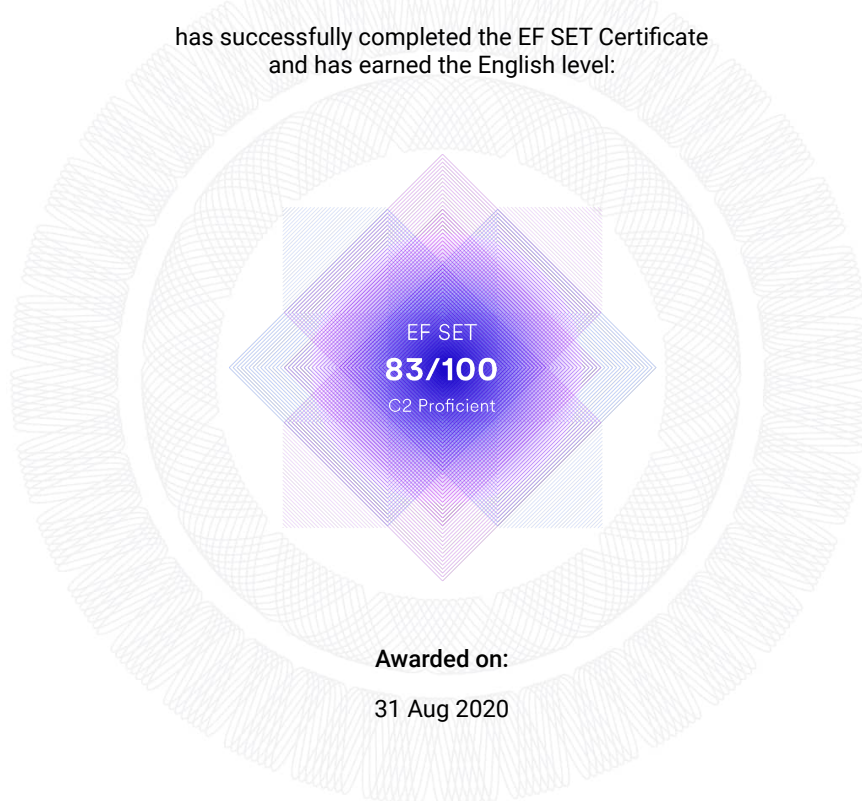 has successfully completed the EF SET Certificate
and has earned the English level:
EF SET
83/100
C2 Proficient
Awarded on:
31 Aug 2020